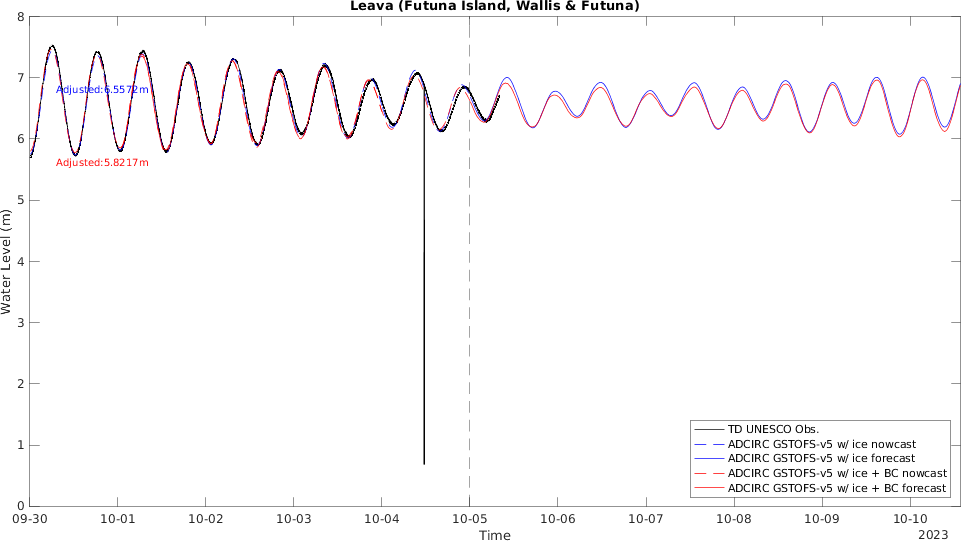 Leava (Futuna Island, Wallis & Futuna)
8
7
6
5
4
3
2
1
0
Water Level (m)
Adjusted:6.5572m
Adjusted:5.8217m
TD UNESCO Obs.
ADCIRC GSTOFS-v5 w/ ice nowcast
ADCIRC GSTOFS-v5 w/ ice forecast
ADCIRC GSTOFS-v5 w/ ice + BC nowcast
ADCIRC GSTOFS-v5 w/ ice + BC forecast
09-30 10-01 10-02 10-03 10-04 10-05 10-06 10-07 10-08 10-09 10-10
Time
2023